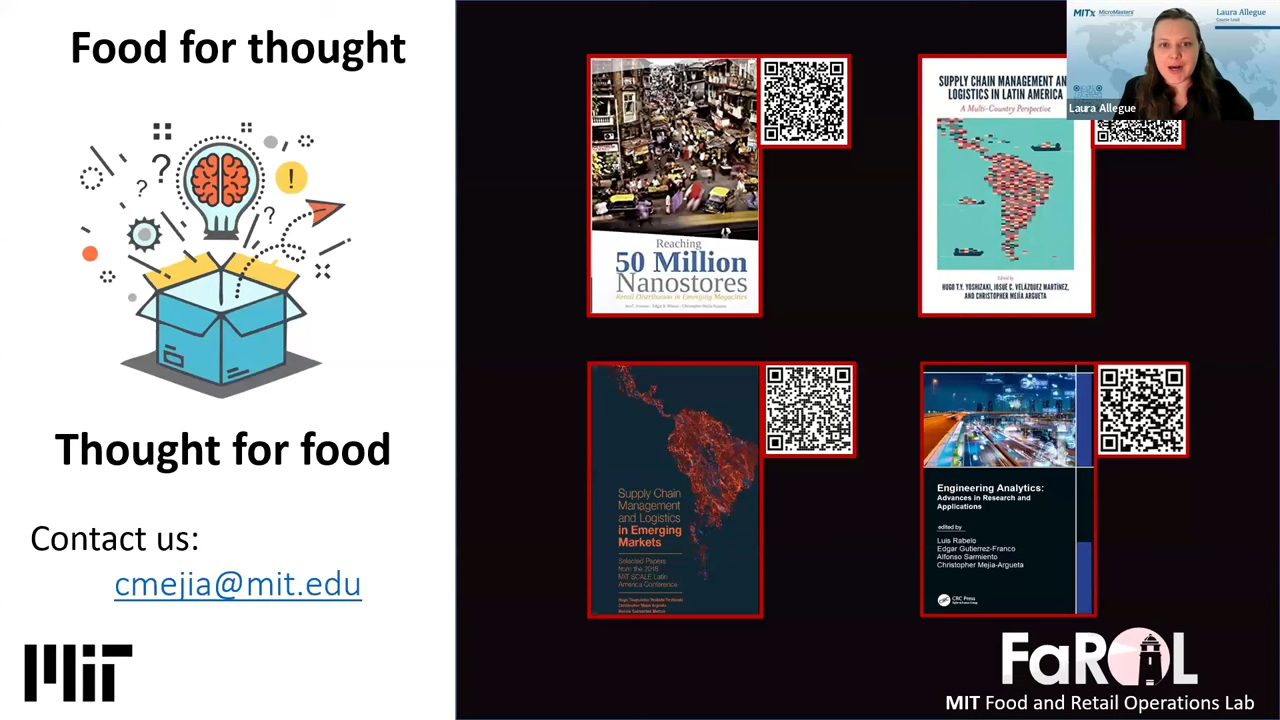 Food for thought
Thought for food
Contact us:
cmejia@mit.edu
MIT
Reaching
50 Million
Nanostores
Retail Distribution in Emerging Megacities
SUPPLY CHAIN MANAGEMENT AN
LOGISTICS IN LATIN AMERICA
A Multi-Country Perspective
Edited by
HUGO T.Y. YOSHIZAKI, JOSUÉ C. VELÁZQUEZ MARTÍNEZ,
AND CHRISTOPHER MEJÍA ARGUETA
MITx MicroMasters
Laura Allegue
Course Lead
Laura Allegue
Supply Chain
Management
and Logistics
in Emerging
Markets
Selected Papers
from the 2018
MIT SCALE Latin
America Conference
Engineering Analytics:
Advances in Research and
Applications
edited by
Luis Rabelo
Edgar Gutierrez-Franco
Alfonso Sarmiento
Christopher Mejía-Argueta
CRC Press
FaROL
MIT Food and Retail Operations Lab